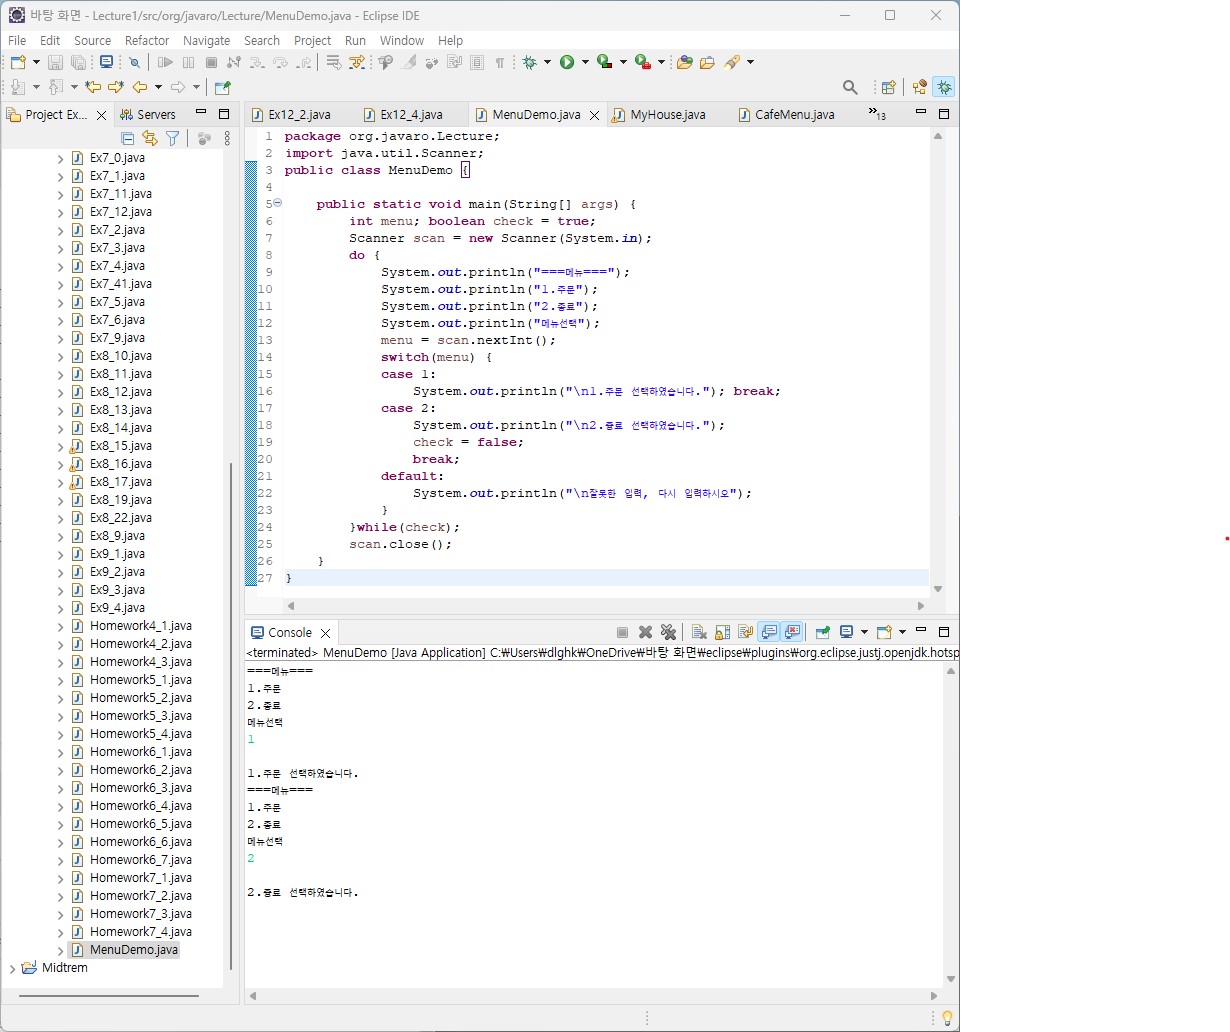 바탕 화면 - Lecture1/src/org/javaro/Lecture/MenuDemo.java - Eclipse IDE
File Edit Source Refactor Navigate Search Project Run Window Help
Project Ex... Servers
Ex7_0.java
Ex7_1.java
Ex7_11.java
Ex7_12.java
Ex7_2.java
Ex7_3.java
Ex7_4.java
Ex7_41.java
Ex7_5.java
Ex7_6.java
Ex7_9.java
Ex8_10.java
Ex8_11.java
Ex8_12.java
Ex8_13.java
Ex8_14.java
Ex8_15.java
Ex8_16.java
Ex8_17.java
Ex8_19.java
Ex8_22.java
Ex8_9.java
Ex9_1.java
Ex9_2.java
Ex9_3.java
Ex9_4.java
Homework4_1.java
Homework4_2.java
Homework4_3.java
Homework5_1.java
Homework5_2.java
Homework5_3.java
Homework5_4.java
Homework6_1.java
Homework6_2.java
Homework6_3.java
Homework6_4.java
Homework6_5.java
Homework6_6.java
Homework6_7.java
Homework7_1.java
Homework7_2.java
Homework7_3.java
Homework7_4.java
MenuDemo.java
Midtrem
Ex12_2.java Ex12_4.java MenuDemo.java MyHouse.java CafeMenu.java »13
1 package org.javaro.Lecture;
2 import java.util.Scanner;
3 public class MenuDemo {
4
5 public static void main(String[] args) {
6 int menu; boolean check = true;
7 Scanner scan = new Scanner(System.in);
8 do {
9 System.out.println("===메뉴===");
10 System.out.println("1.주문");
11 System.out.println("2.종료");
12 System.out.println("메뉴선택");
13 menu = scan.nextInt();
14 switch(menu) {
15 case 1:
16 System.out.println("\n1.주문 선택하였습니다."); break;
17 case 2:
18 System.out.println("\n2.종료 선택하였습니다.");
19 check = false;
20 break;
21 default:
22 System.out.println("\n잘못한 입력, 다시 입력하시오");
23 }
24 }while(check);
25 scan.close();
26 }
27 }
Console
<terminated> MenuDemo [Java Application] C:₩Users₩dlghk₩OneDrive₩바탕 화면₩eclipse₩plugins₩org.eclipse.justj.openjdk.hotsp
===메뉴===
1.주문
2.종료
메뉴선택
1
1.주문 선택하였습니다.
===메뉴===
1.주문
2.종료
메뉴선택
2
2.종료 선택하였습니다.